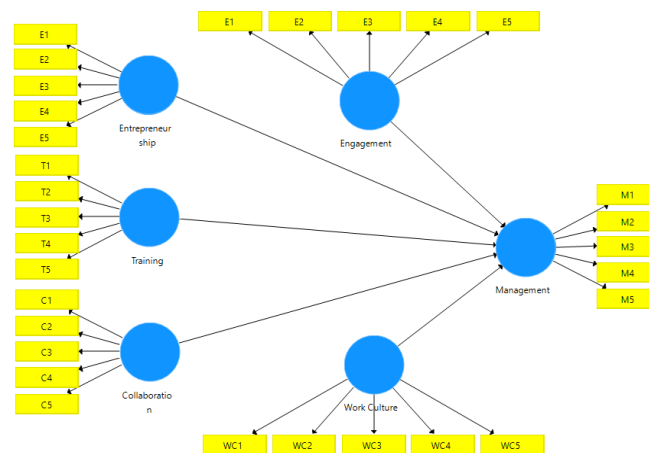 E1
E2
E3
E4
E5
Entrepreneur
ship
E1
E2
E3
E4
E5
Engagement
T1
T2
T3
T4
T5
Training
M1
M2
M3
M4
M5
Management
C1
C2
C3
C4
C5
Collaboratio
n
Work Culture
WC1
WC2
WC3
WC4
WC5